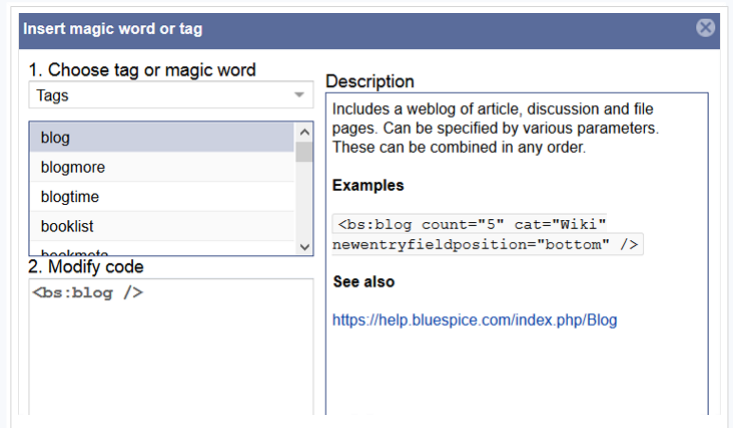 Insert magic word or tag
1. Choose tag or magic word
Tags
blog
blogmore
blogtime
booklist
bookmeta
2. Modify code
<bs:blog />
Description
Includes a weblog of article, discussion and file
pages. Can be specified by various parameters.
These can be combined in any order.
Examples
<bs:blog count="5" cat="Wiki"
newentryfieldposition="bottom" />
See also
https://help.bluespice.com/index.php/Blog